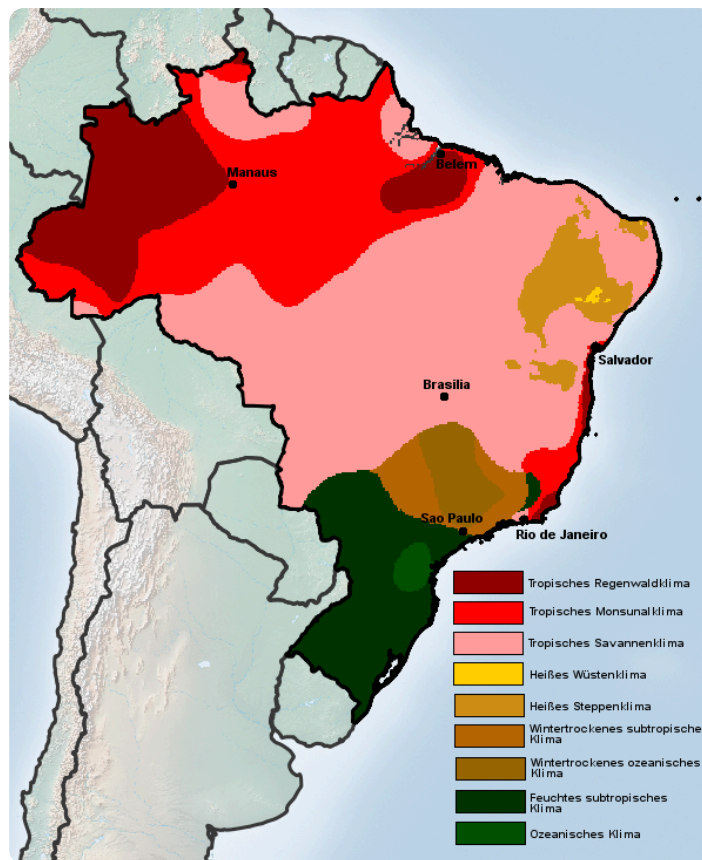 Belém
Manaus
Salvador
Brasilia
Sao Paulo
Rio de Janeiro
Tropisches Regenwaldklima
Tropisches Monsunalklima
Tropisches Savannenklima
Heißes Wüstenklima
Heißes Steppenklima
Wintertrockenes subtropische
Klima
Wintertrockenes ozeanisches
Klima
Feuchtes subtropisches
Klima
Ozeanisches Klima